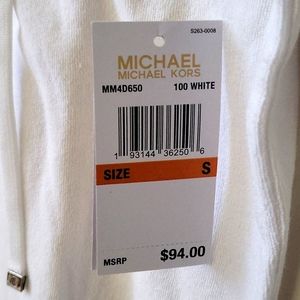 S263-0008
MICHAEL
MICHAEL KORS
MM4D650 100 WHITE
1 93144 36250 6
SIZE S
MSRP $94.00